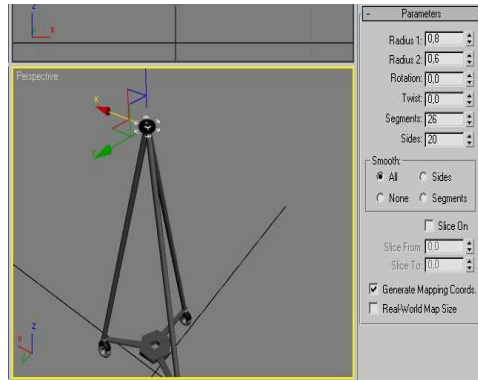 z
x
Perspective
x
y
z
x
y
- Parameters
Radius 1: 0,8
Radius 2: 0,6
Rotation: 0,0
Twist: 0,0
Segments: 26
Sides: 20
Smooth:
All Sides
None Segments
Slice On
Slice From: 0,0
Slice To: 0,0
Generate Mapping Coords.
Real-World Map Size